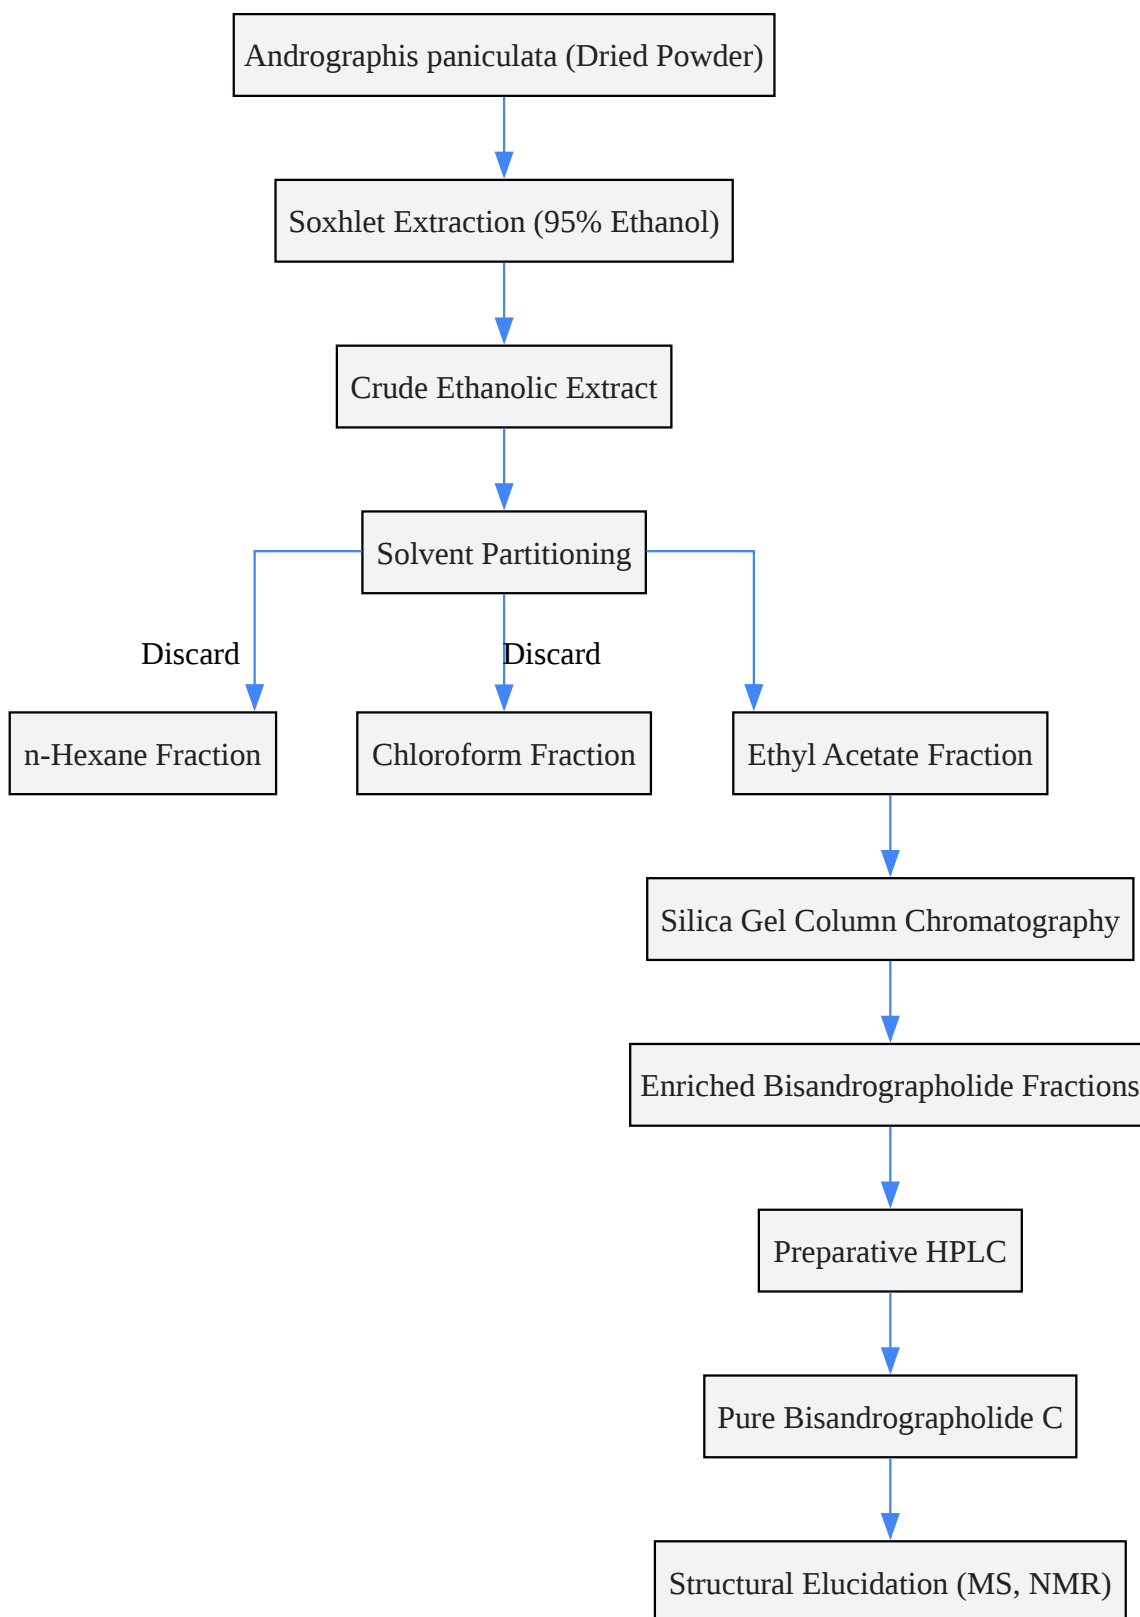 Andrographis paniculata (Dried Powder)
Soxhlet Extraction (95% Ethanol)
Crude Ethanolic Extract
Solvent Partitioning
Discard
Discard
n-Hexane Fraction
Chloroform Fraction
Ethyl Acetate Fraction
Silica Gel Column Chromatography
Enriched Bisandrographolide Fractions
Preparative HPLC
Pure Bisandrographolide C
Structural Elucidation (MS, NMR)